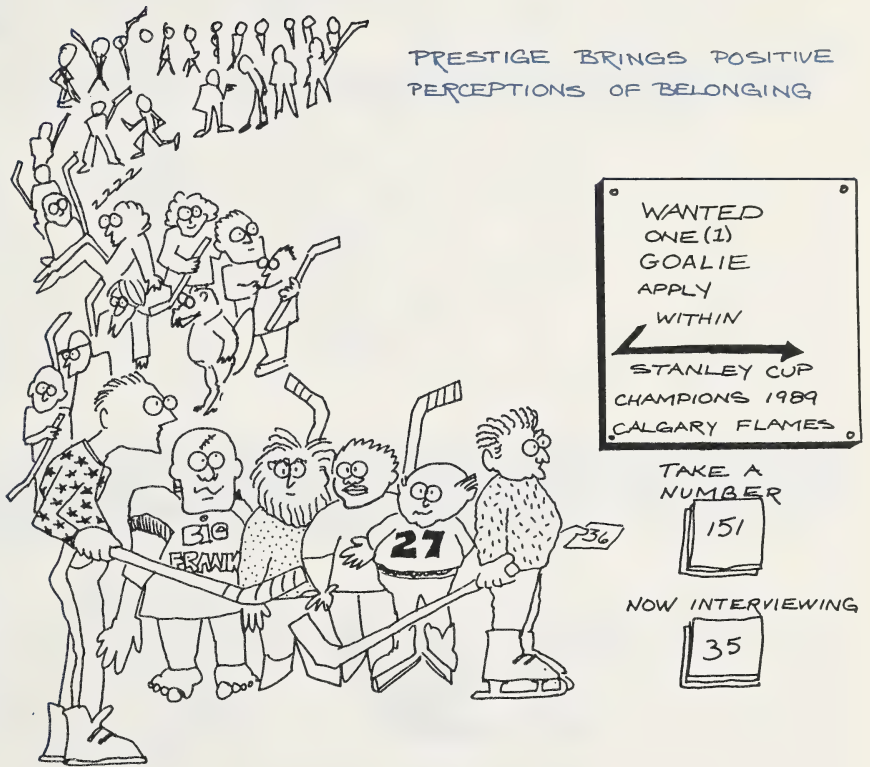 PRESTIGE BRINGS POSITIVE
PERCEPTIONS OF BELONGING
WANTED
ONE (1)
GOALIE
APPLY
WITHIN
STANLEY CUP
CHAMPIONS 1989
CALGARY FLAMES
TAKE A
NUMBER
151
NOW INTERVIEWING
35
BIG
FRANK
27
236